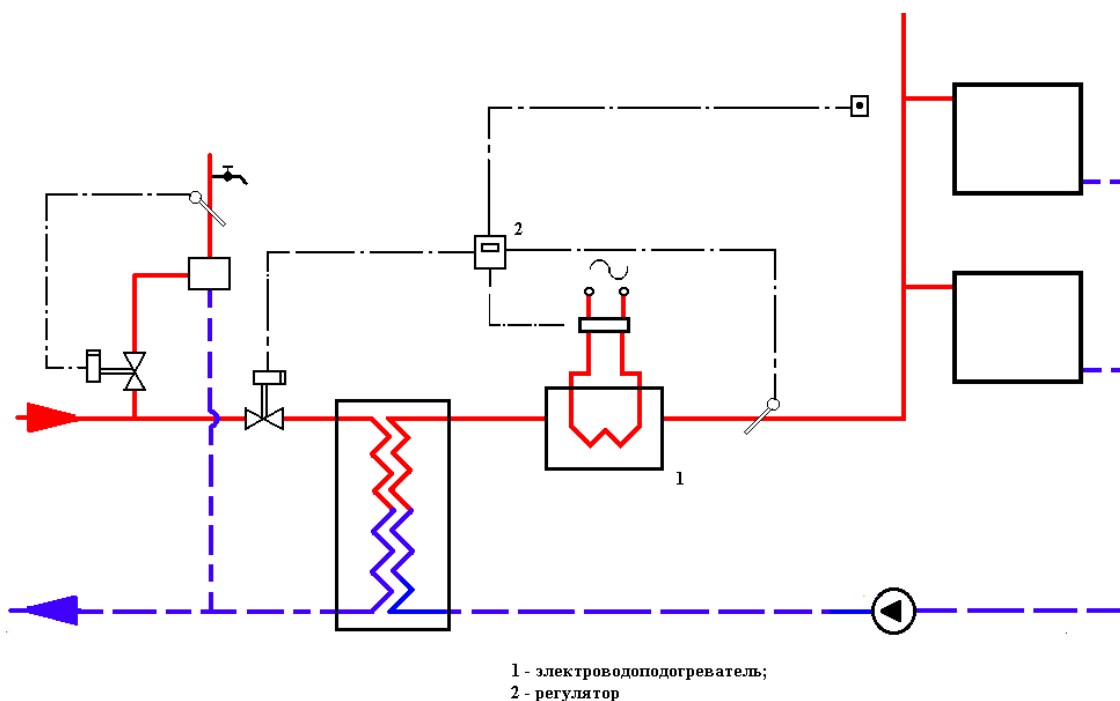 2
1
1 - электроводоподогреватель;
2 - регулятор